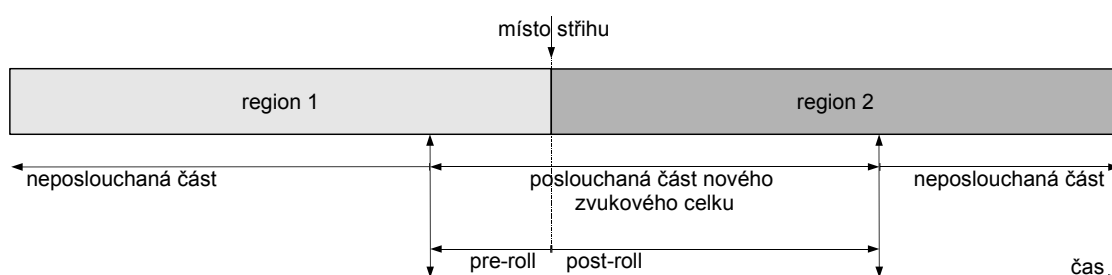 místo střihu
region 1
region 2
neposlouchaná část
poslouchaná část nového
zvukového celku
neposlouchaná část
pre-roll
post-roll
čas